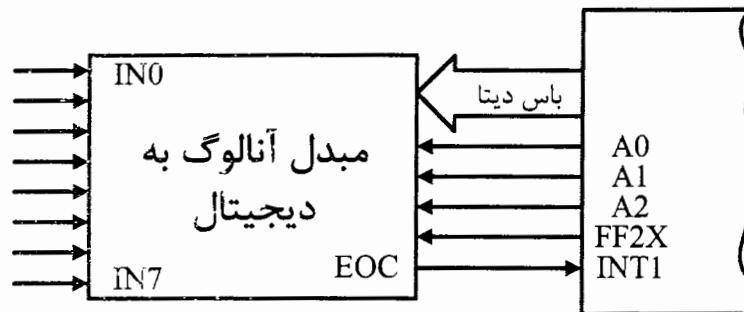 IN0
باس دیتا
مبدل آنالوگ به
دیجیتال
A0
A1
A2
FF2X
EOC
INT1
IN7